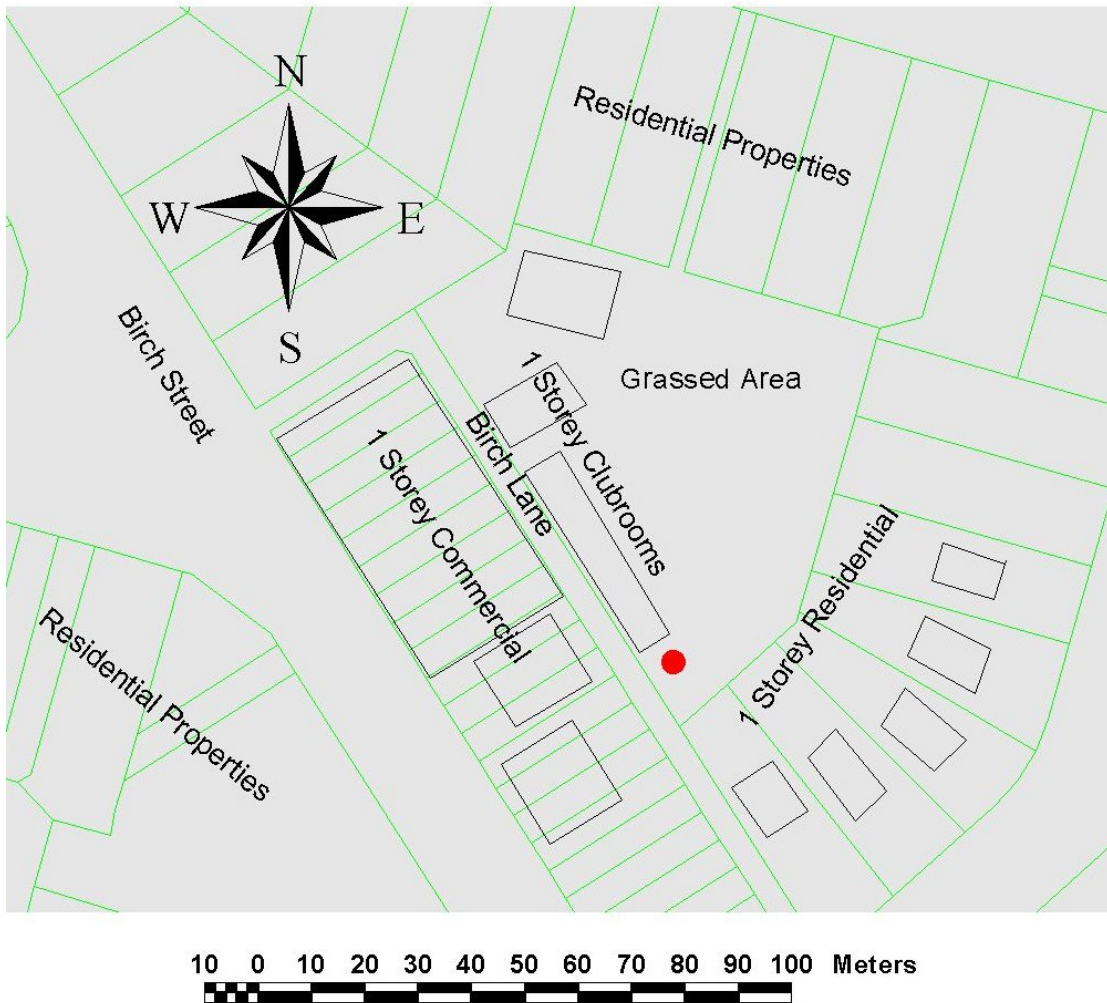 N
Residential Properties
W
E
S
Birch Street
Grassed Area
1 Storey Clubrooms
Birch Lane
1 Storey Commercial
1 Storey Residential
Residential Properties
10 0 10 20 30 40 50 60 70 80 90 100 Meters